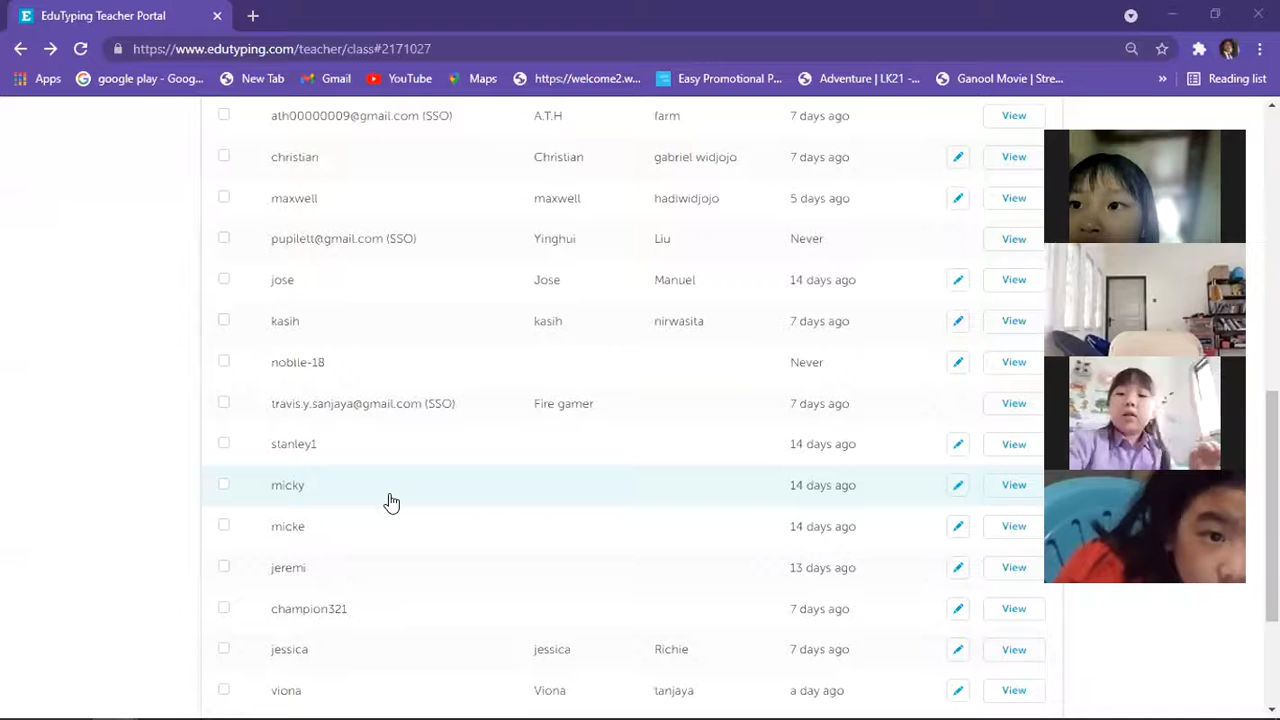 EduTyping Teacher Portal
https://www.edutyping.com/teacher/class#2171027
Apps google play - Goog... New Tab Gmail YouTube Maps https://welcome2.w... Easy Promotional P... Adventure | LK21 -... Ganool Movie | Stre... » Reading list
ath00000009@gmail.com (SSO) A.T.H farm 7 days ago View
christian Christian gabriel widjojo 7 days ago View
maxwell maxwell hadiwidjojo 5 days ago View
pupilett@gmail.com (SSO) Yinghui Liu Never View
jose Jose Manuel 14 days ago View
kasih kasih nirwasita 7 days ago View
noblle-18 Never View
travis.y.sanjaya@gmail.com (SSO) Fire gamer 7 days ago View
stanley1 14 days ago View
micky 14 days ago View
micke 14 days ago View
jeremi 13 days ago View
champion321 7 days ago View
jessica jessica Richie 7 days ago View
viona Viona tanjaya a day ago View